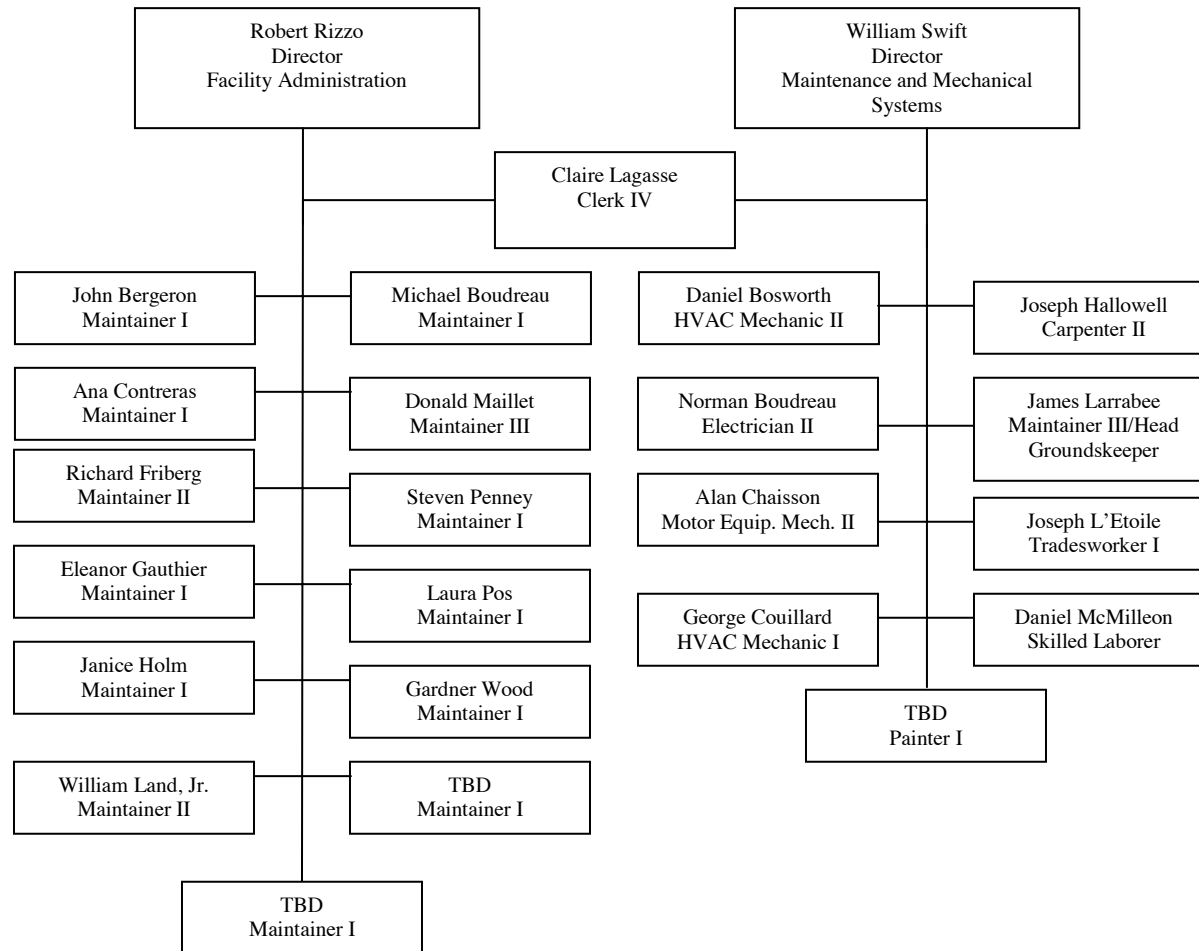 Robert Rizzo
Director
Facility Administration
William Swift
Director
Maintenance and Mechanical
Systems
Claire Lagasse
Clerk IV
John Bergeron
Maintainer I
Michael Boudreau
Maintainer I
Ana Contreras
Maintainer I
Donald Maillet
Maintainer III
Richard Friberg
Maintainer II
Steven Penney
Maintainer I
Eleanor Gauthier
Maintainer I
Laura Pos
Maintainer I
Janice Holm
Maintainer I
Gardner Wood
Maintainer I
William Land, Jr.
Maintainer II
TBD
Maintainer I
TBD
Maintainer I
Daniel Bosworth
HVAC Mechanic II
Joseph Hallowell
Carpenter II
Norman Boudreau
Electrician II
James Larrabee
Maintainer III/Head
Groundskeeper
Alan Chaisson
Motor Equip. Mech. II
Joseph L’Etoile
Tradesworker I
George Couillard
HVAC Mechanic I
Daniel McMilleon
Skilled Laborer
TBD
Painter I